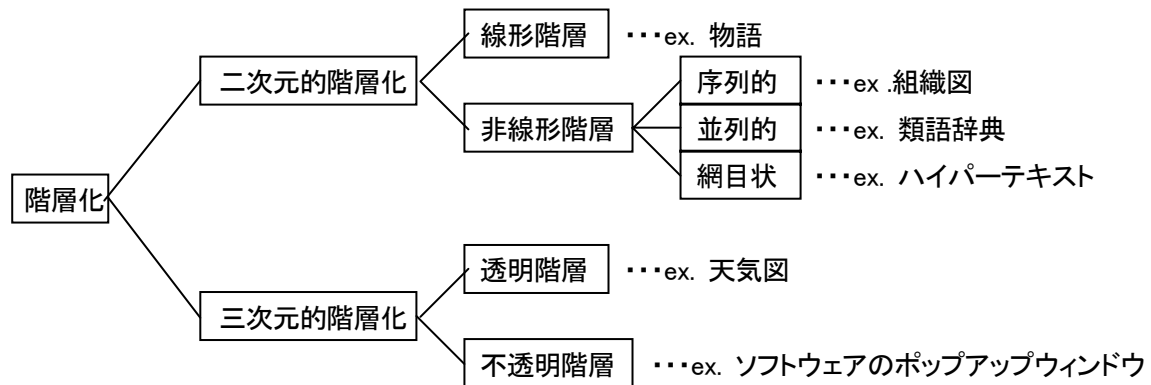 線形階層 ･･･ex. 物語
二次元的階層化
序列的 ･･･ex .組織図
非線形階層
並列的 ･･･ex. 類語辞典
網目状 ･･･ex. ハイパーテキスト
階層化
透明階層 ･･･ex. 天気図
三次元的階層化
不透明階層 ･･･ex. ソフトウェアのポップアップウィンドウ